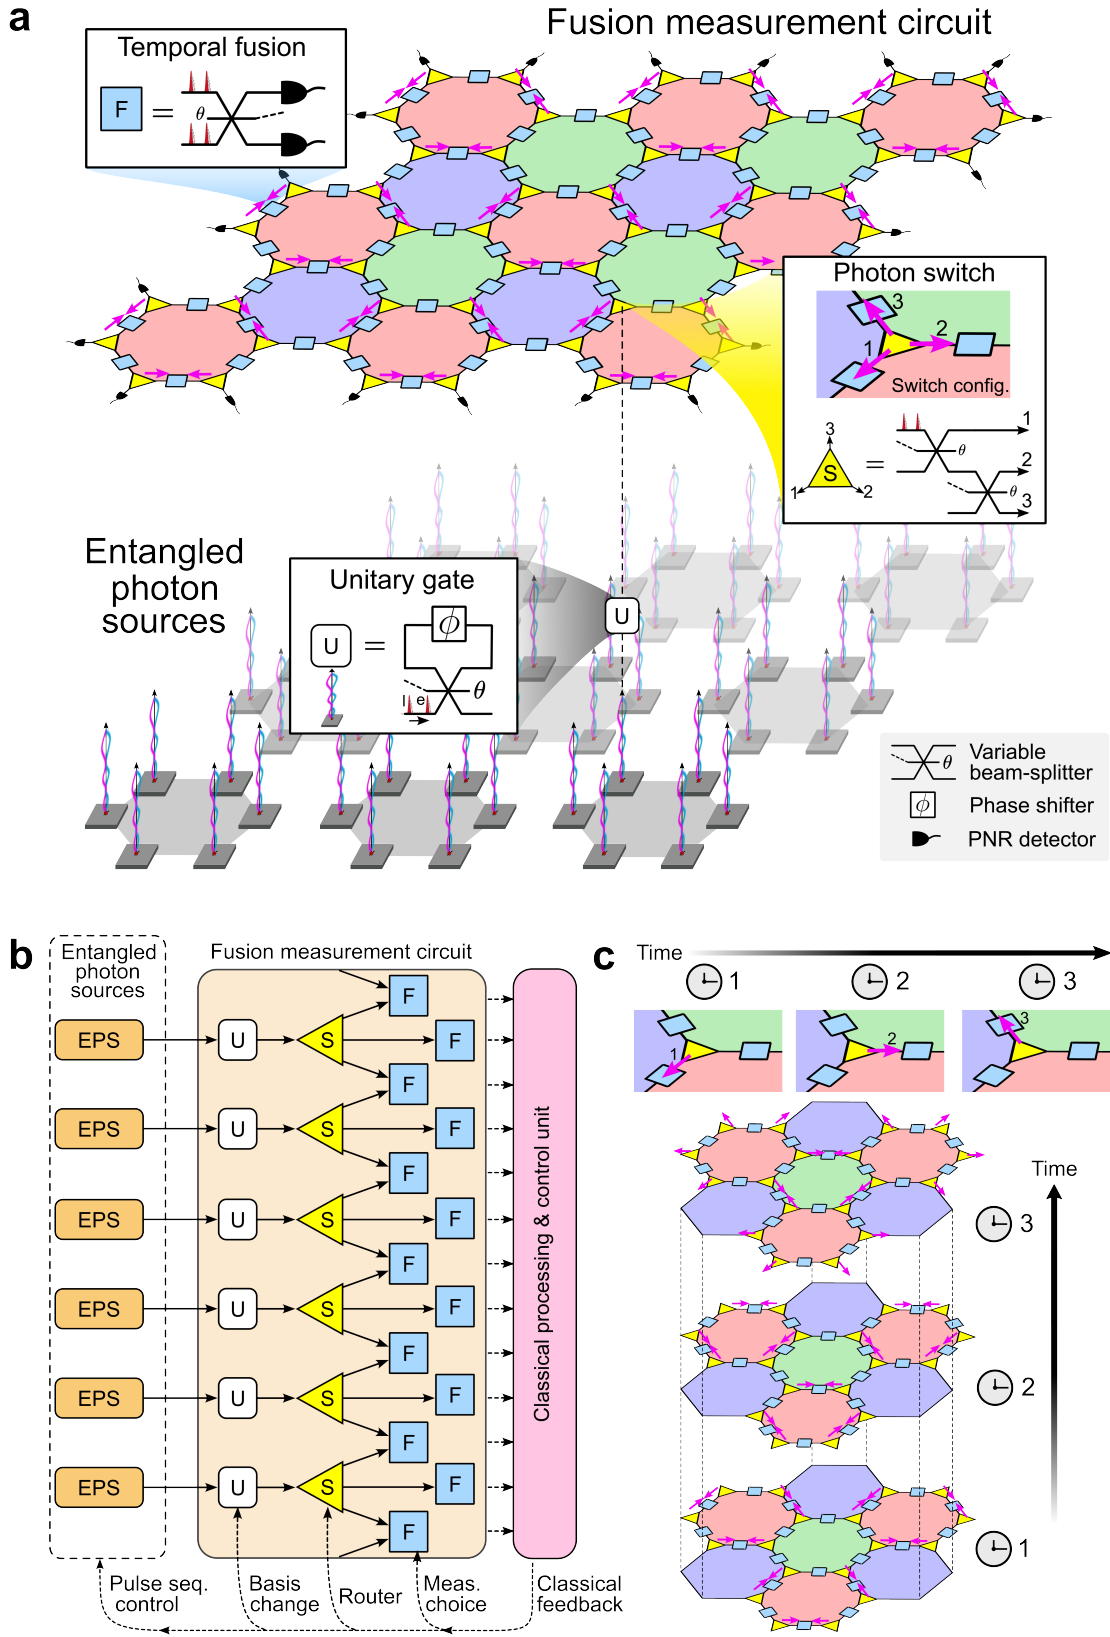 a
Fusion measurement circuit
Temporal fusion
F
=
θ
Photon switch
3
2
1
Switch config.
3
S
1
2
=
θ
θ
1
2
3
Entangled
photon
sources
Unitary gate
U
=
ϕ
θ
l
e
U
θ
Variable
beam-splitter
ϕ
Phase shifter
PNR detector
b
Entangled
photon
sources
Fusion measurement circuit
F
EPS
U
S
F
F
EPS
U
S
F
F
EPS
U
S
F
F
EPS
U
S
F
F
EPS
U
S
F
F
EPS
U
S
F
F
Classical processing & control unit
Pulse seq.
control
Basis
change
Router
Meas.
choice
Classical
feedback
c
Time
1
2
3
1
2
3
Time
3
2
1